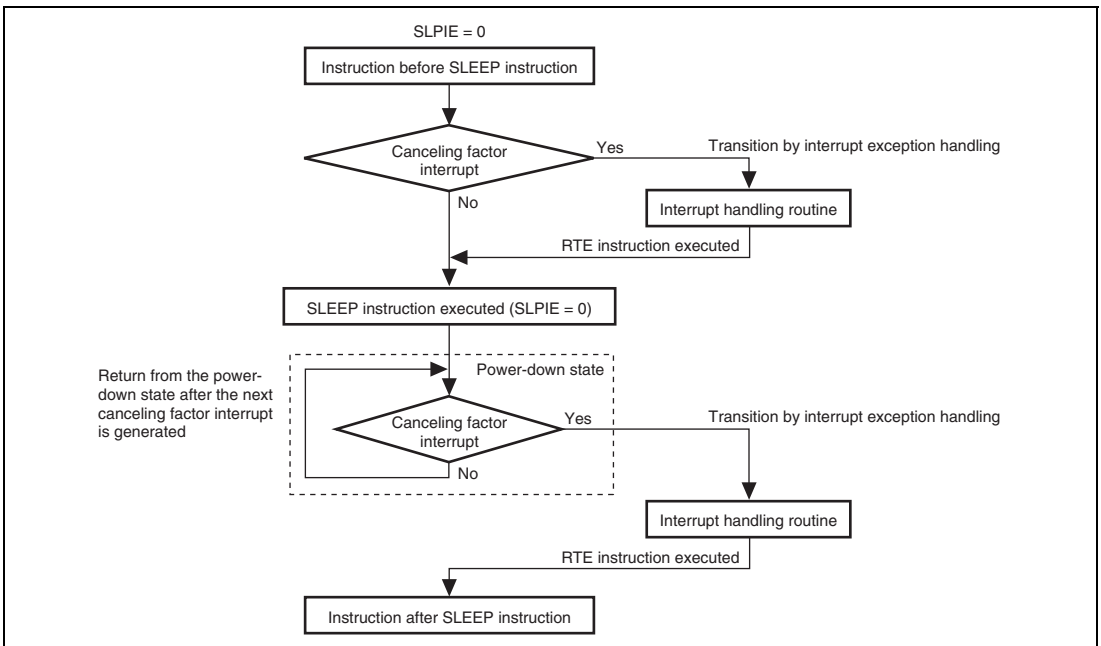 SLPIE = 0
Instruction before SLEEP instruction
Canceling factor
interrupt
Yes
Transition by interrupt exception handling
No
Interrupt handling routine
RTE instruction executed
SLEEP instruction executed (SLPIE = 0)
Return from the power-
down state after the next
canceling factor interrupt
is generated
Power-down state
Canceling factor
interrupt
Yes
Transition by interrupt exception handling
No
Interrupt handling routine
RTE instruction executed
Instruction after SLEEP instruction